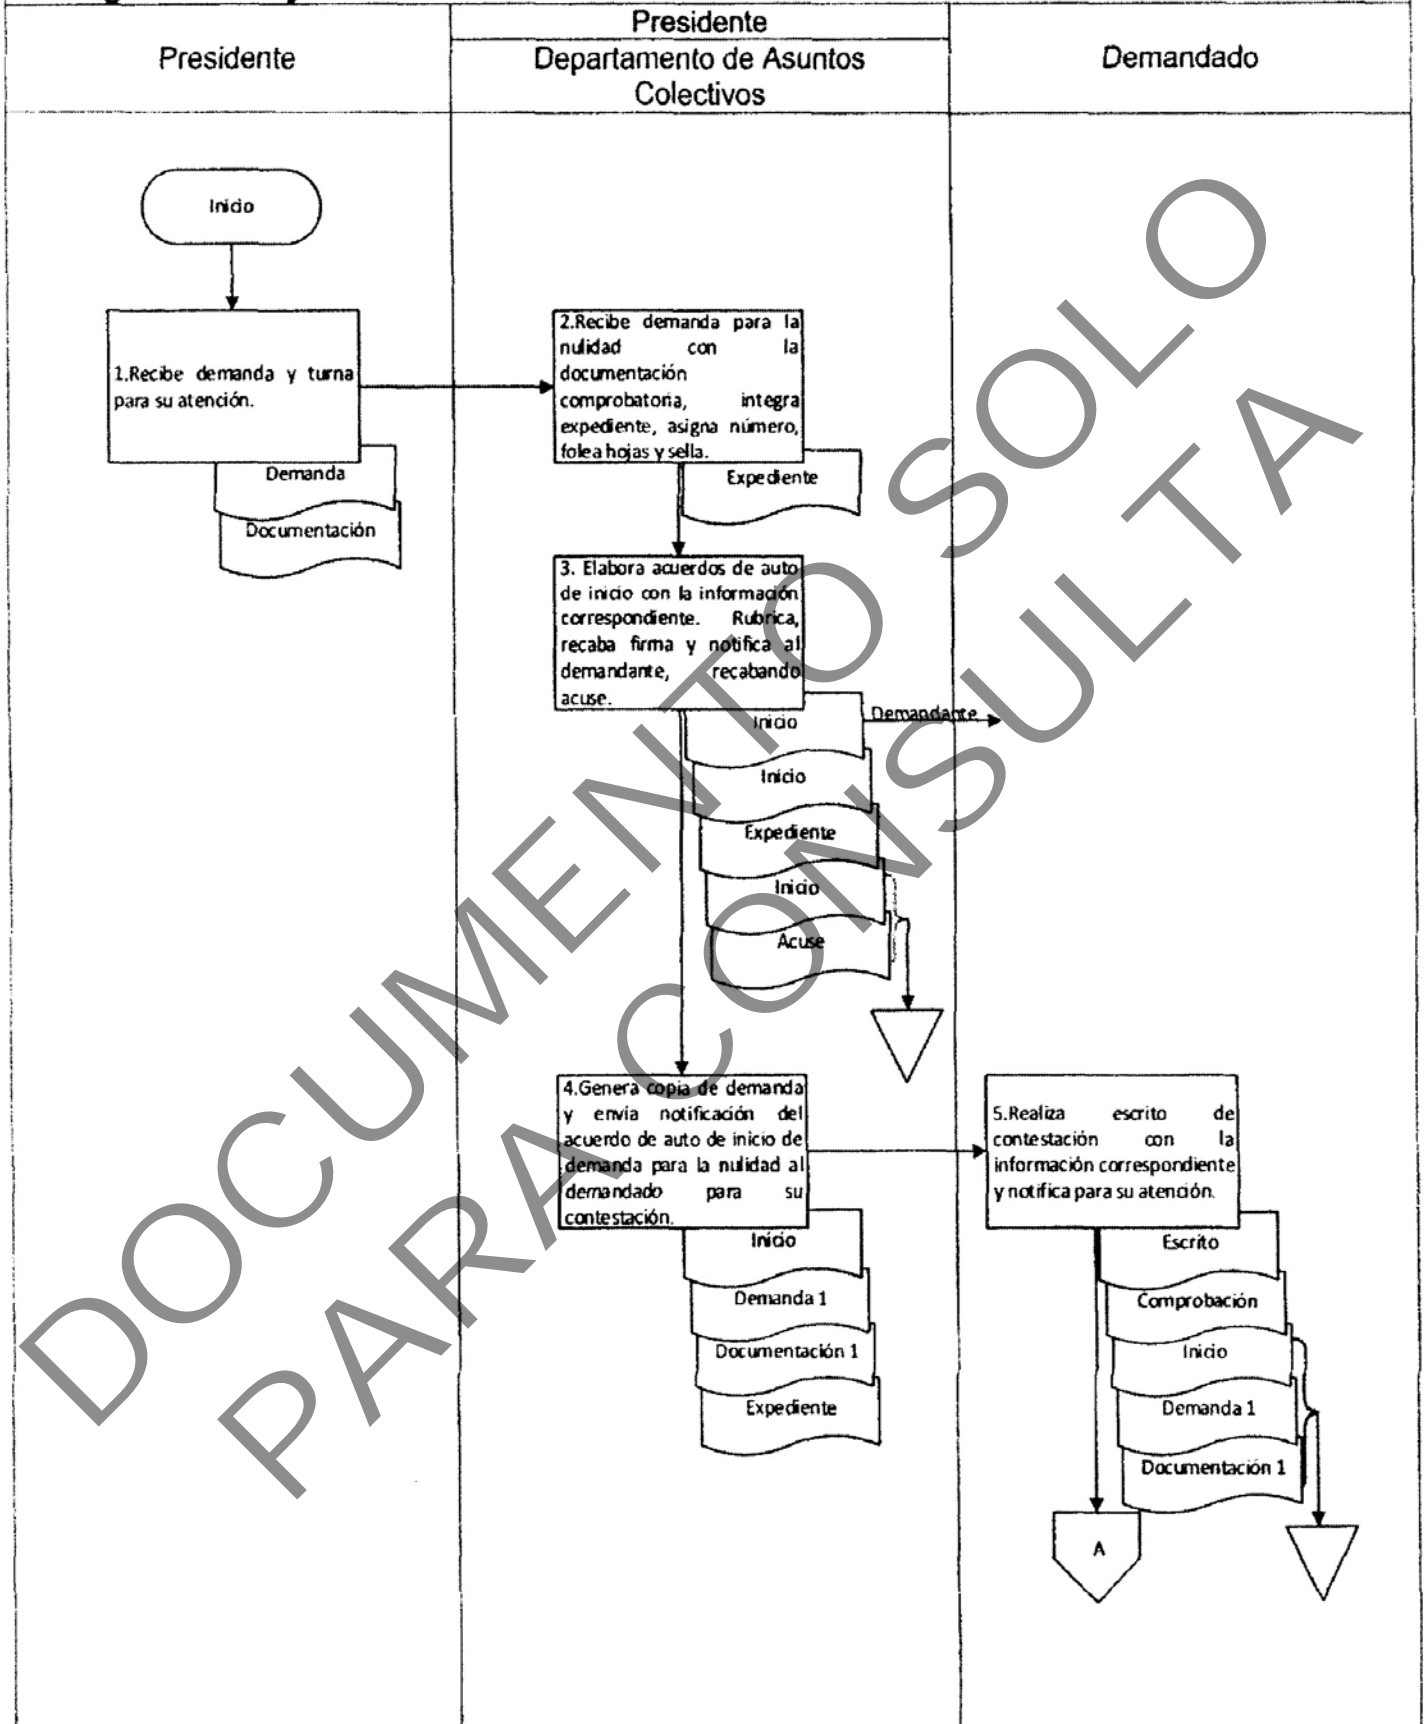 Presidente
Presidente
Departamento de Asuntos
Colectivos
Demandado
Inicio
1.Recibe demanda y turna
para su atención.
Demanda
Documentación
2.Recibe demanda para la
nulidad con la
documentación
comprobatoria, integra
expediente, asigna número,
folea hojas y sella.
Expediente
3. Elabora acuerdos de auto
de inicio con la información
correspondiente. Rubrica,
recaba firma y notifica al
demandante, recabando
acuse.
Inicio
Demandante
Inicio
Expediente
Inicio
Acuse
4.Genera copia de demanda
y envía notificación del
acuerdo de auto de inicio de
demanda para la nulidad al
demandado para su
contestación.
Inicio
Demanda 1
Documentación 1
Expediente
5.Realiza escrito de
contestación con la
información correspondiente
y notifica para su atención.
Escrito
Comprobación
Inicio
Demanda 1
Documentación 1
A
DOCUMENTO SOLO
PARA CONSULTA